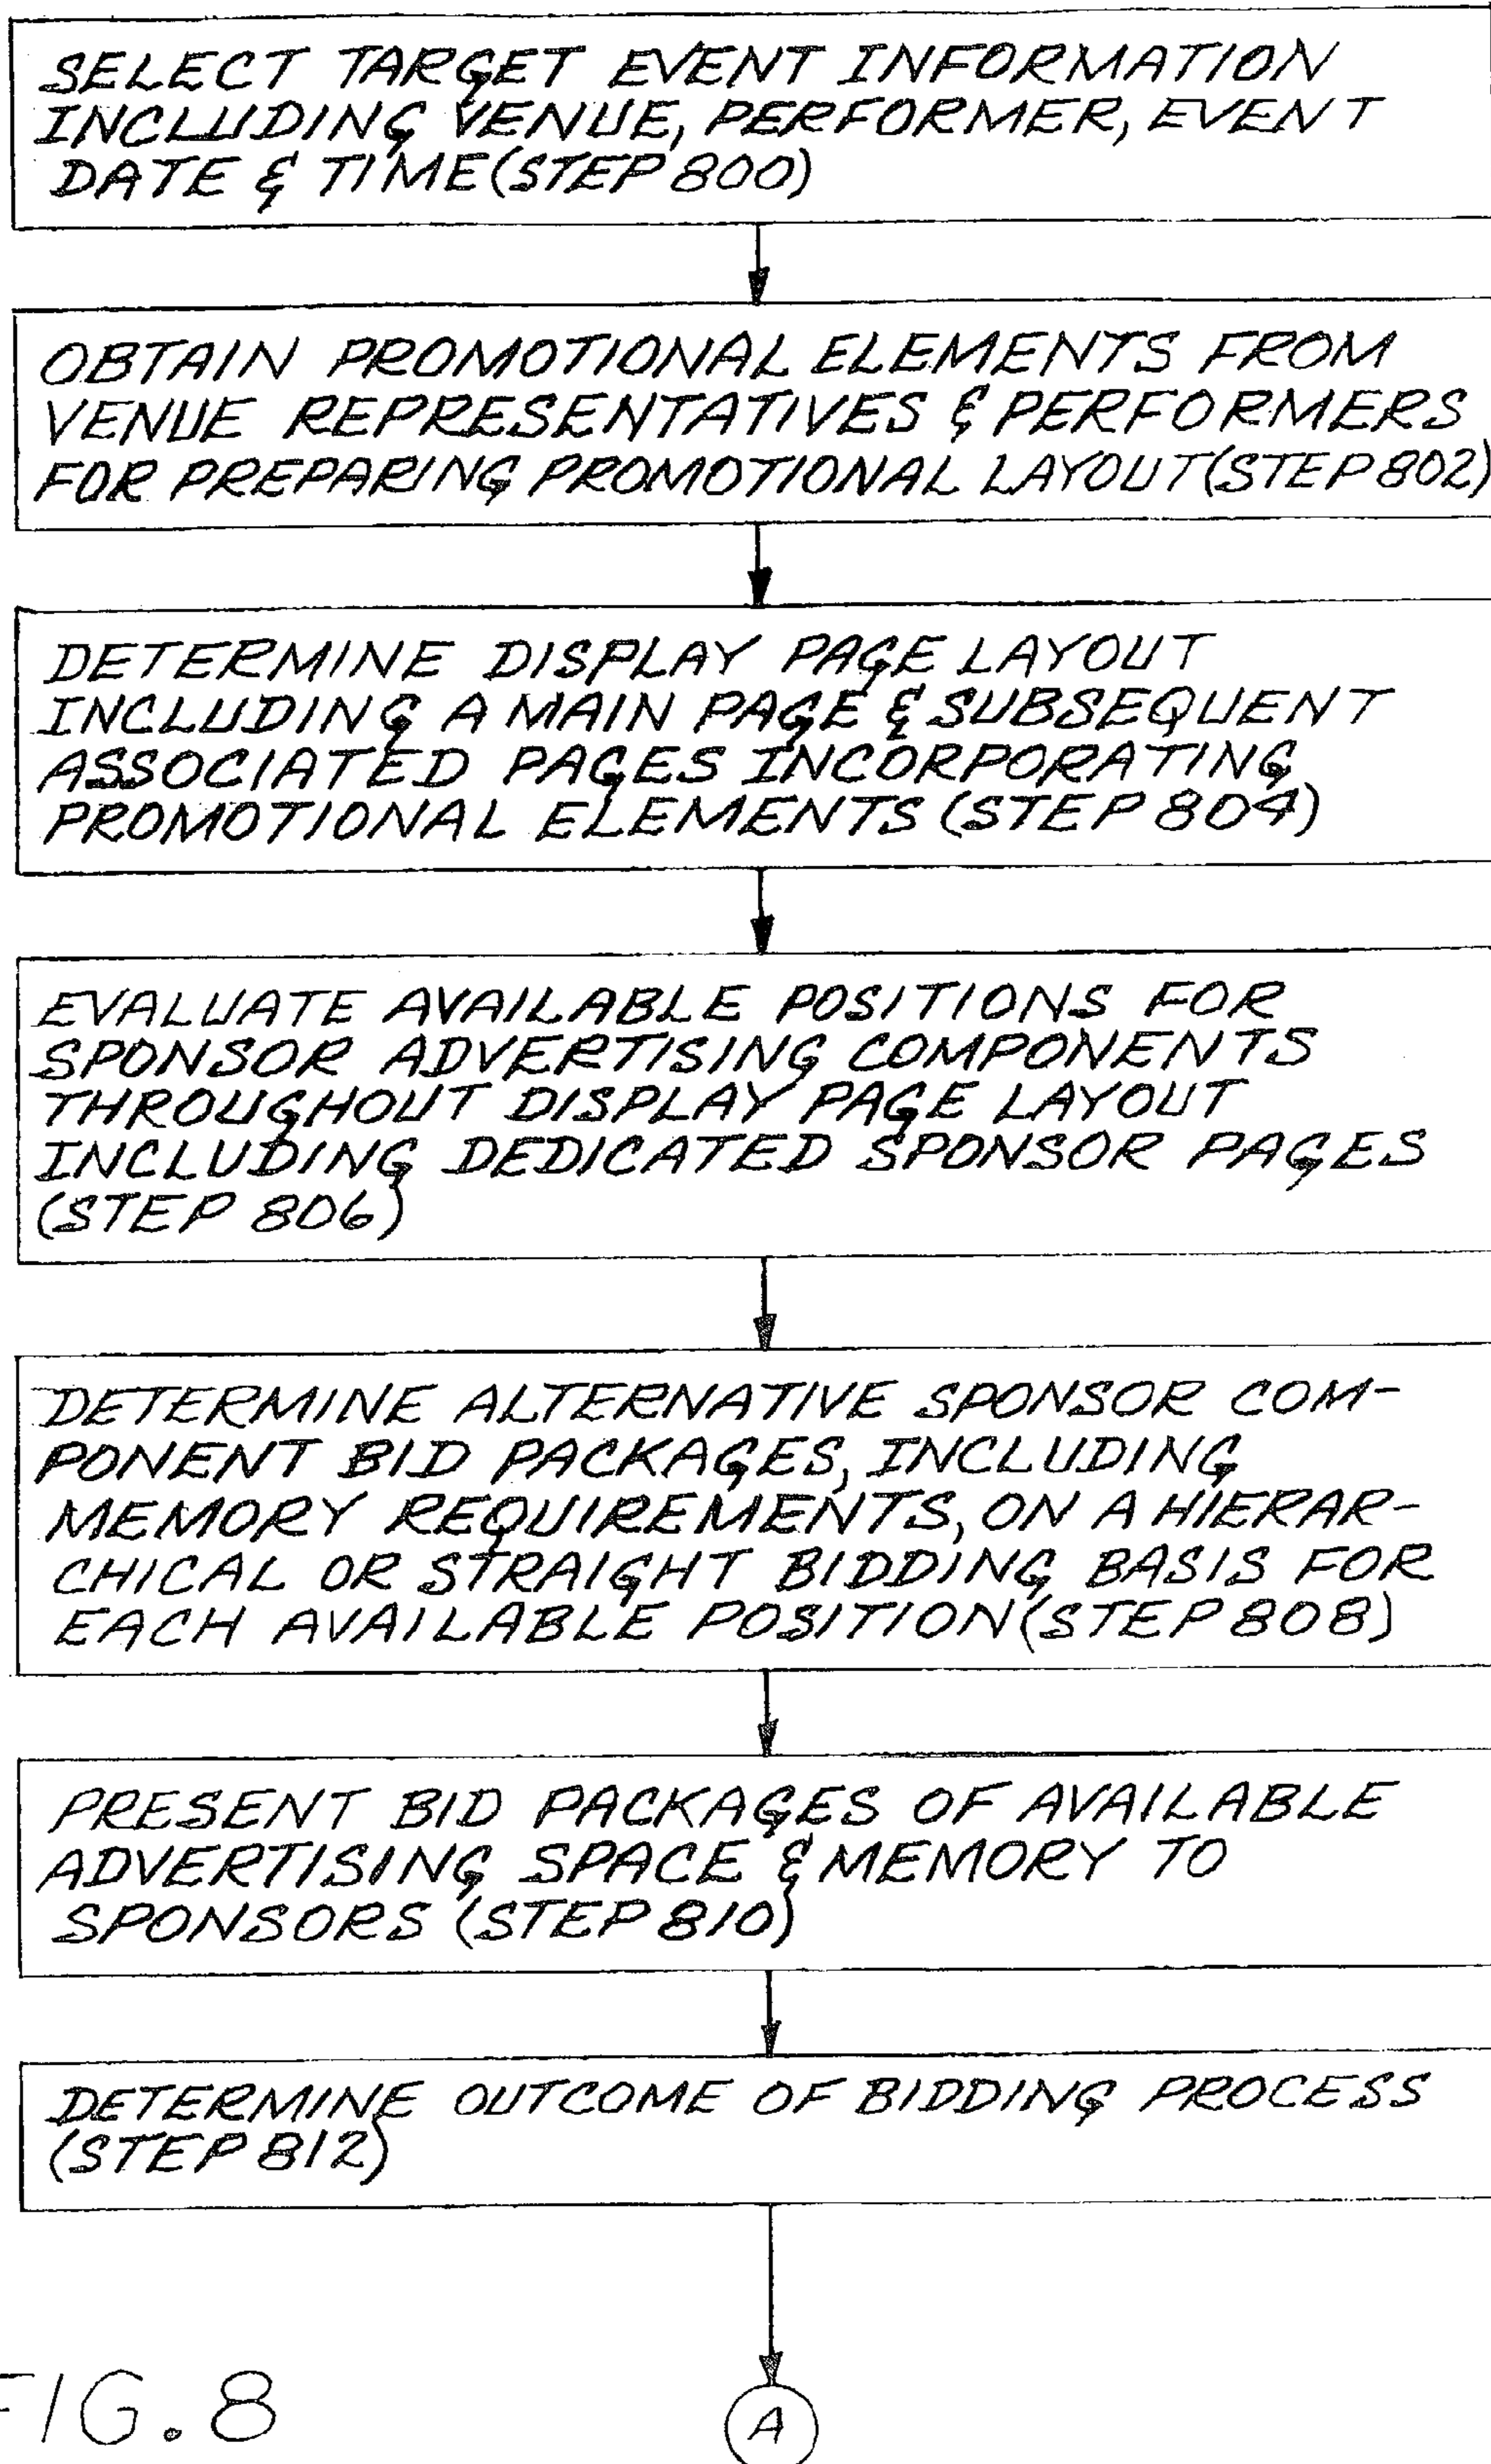 SELECT TARGET EVENT INFORMATION
INCLUDING VENUE, PERFORMER, EVENT
DATE & TIME (STEP 800)
OBTAIN PROMOTIONAL ELEMENTS FROM
VENUE REPRESENTATIVES & PERFORMERS
FOR PREPARING PROMOTIONAL LAYOUT (STEP 802)
DETERMINE DISPLAY PAGE LAYOUT
INCLUDING A MAIN PAGE & SUBSEQUENT
ASSOCIATED PAGES INCORPORATING
PROMOTIONAL ELEMENTS (STEP 804)
EVALUATE AVAILABLE POSITIONS FOR
SPONSOR ADVERTISING COMPONENTS
THROUGHOUT DISPLAY PAGE LAYOUT
INCLUDING DEDICATED SPONSOR PAGES
(STEP 806)
DETERMINE ALTERNATIVE SPONSOR COM-
PONENT BID PACKAGES, INCLUDING
MEMORY REQUIREMENTS, ON A HIERAR-
CHICAL OR STRAIGHT BIDDING BASIS FOR
EACH AVAILABLE POSITION (STEP 808)
PRESENT BID PACKAGES OF AVAILABLE
ADVERTISING SPACE & MEMORY TO
SPONSORS (STEP 810)
DETERMINE OUTCOME OF BIDDING PROCESS
(STEP 812)
FIG. 8
A